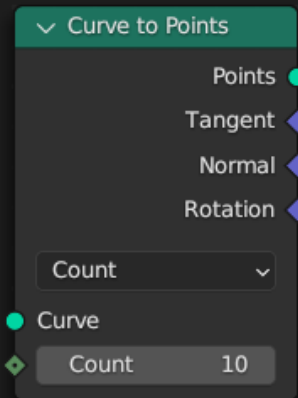 Curve to Points
Points
Tangent
Normal
Rotation
Count
Curve
Count 10